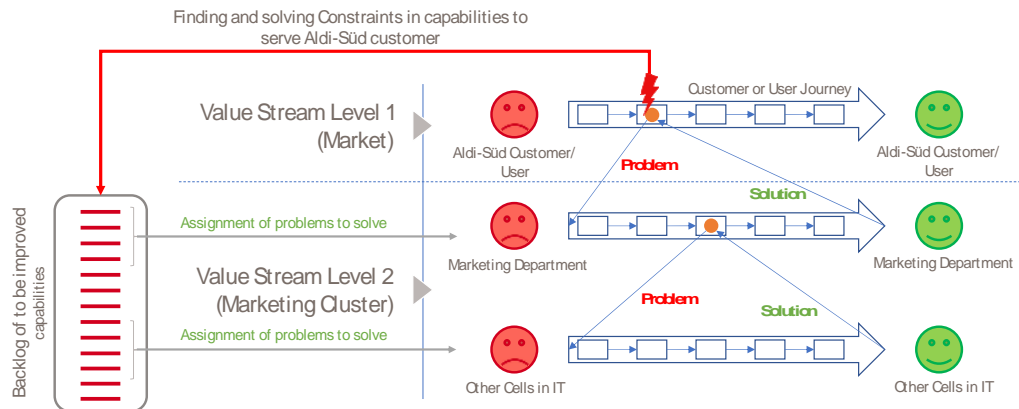 Finding and solving Constraints in capabilities to
serve Aldi-Süd customer
Customer or User Journey
Value Stream Level 1
(Market)
Aldi-Süd Customer/
User
Aldi-Süd Customer/
User
Problem
Solution
Backlog of to be improved
capabilities
Assignment of problems to solve
Marketing Department
Marketing Department
Value Stream Level 2
(Marketing Cluster)
Problem
Solution
Assignment of problems to solve
Other Cells in IT
Other Cells in IT